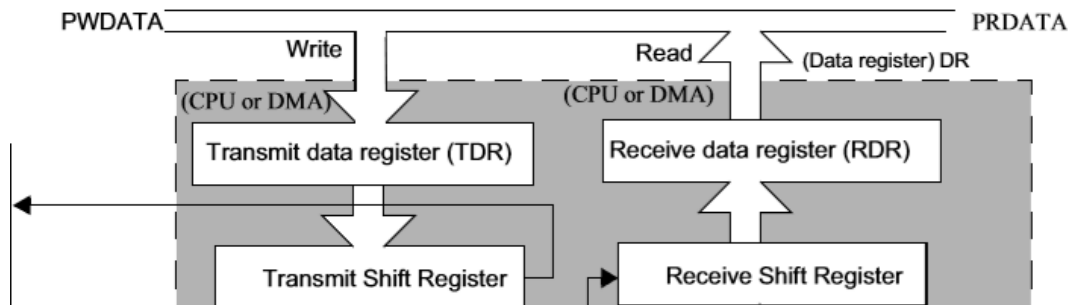 PWDATA
PRDATA
Write
Read
(Data register) DR
(CPU or DMA)
(CPU or DMA)
Transmit data register (TDR)
Receive data register (RDR)
Transmit Shift Register
Receive Shift Register